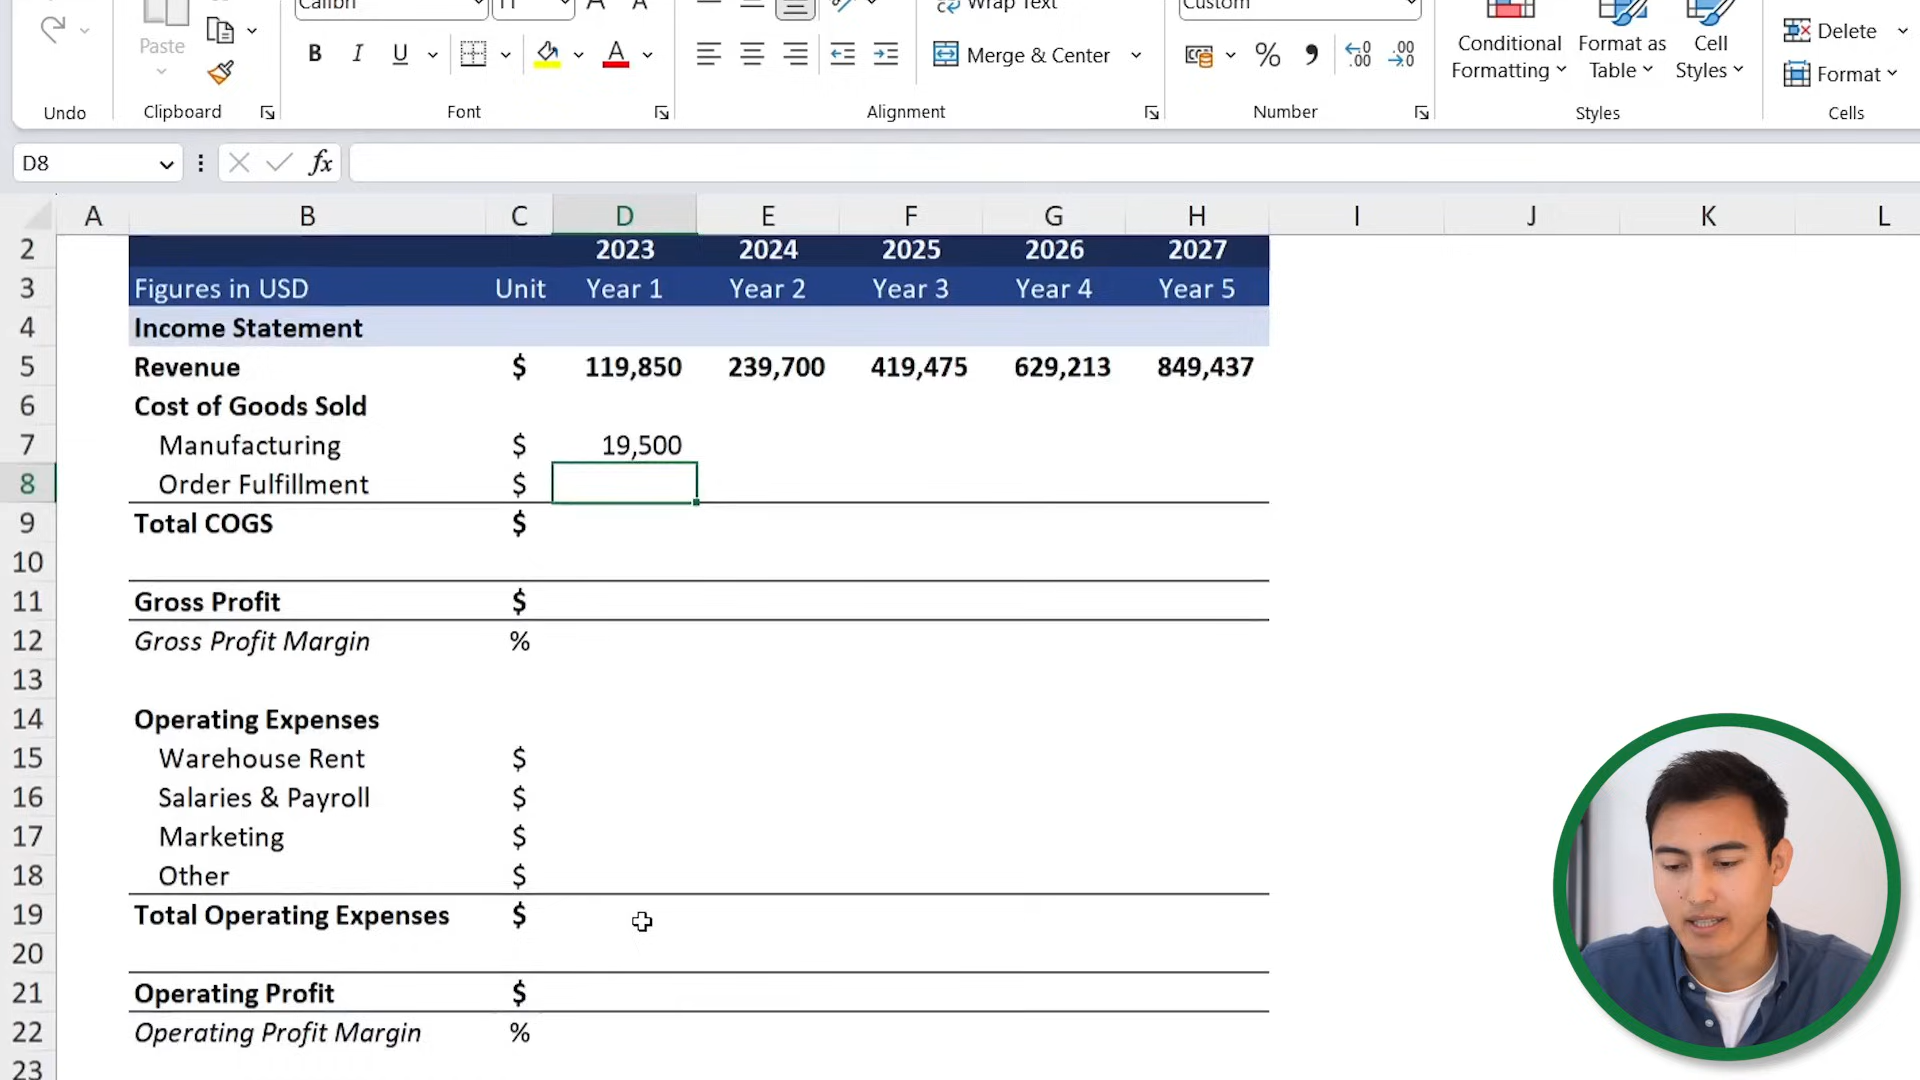 Calibri 11 A A Wrap Text Custom
Paste B I U A Merge & Center % , .00 .00 Conditional Formatting Format as Table Cell Styles Delete Format
Undo Clipboard Font Alignment Number Styles Cells
D8 fx
A B C D E F G H I J K L
2 2023 2024 2025 2026 2027
3 Figures in USD Unit Year 1 Year 2 Year 3 Year 4 Year 5
4 Income Statement
5 Revenue $ 119,850 239,700 419,475 629,213 849,437
6 Cost of Goods Sold
7 Manufacturing $ 19,500
8 Order Fulfillment $
9 Total COGS $
10
11 Gross Profit $
12 Gross Profit Margin %
13
14 Operating Expenses
15 Warehouse Rent $
16 Salaries & Payroll $
17 Marketing $
18 Other $
19 Total Operating Expenses $
20
21 Operating Profit $
22 Operating Profit Margin %
23